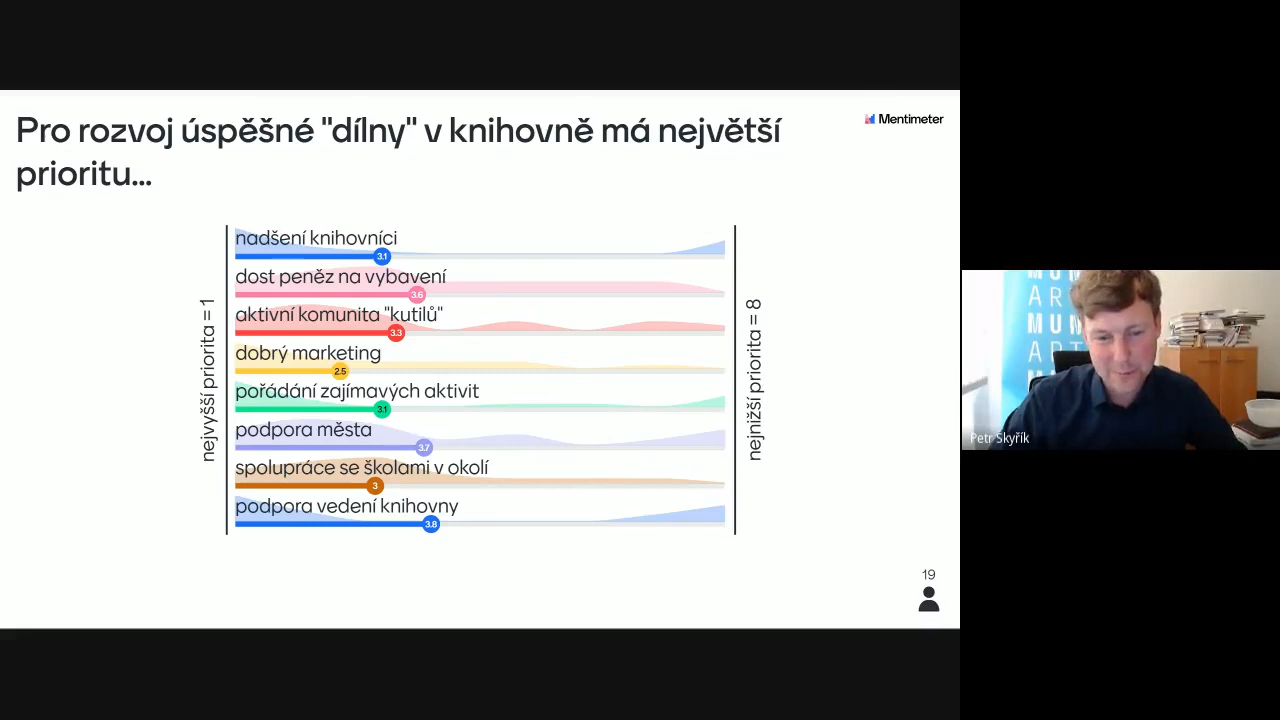 Pro rozvoj úspěšné "dílny" v knihovně má největší
prioritu...
Mentimeter
nejvyšší priorita = 1
nadšení knihovníci
3.1
dost peněz na vybavení
3.6
aktivní komunita "kutilů"
3.3
dobrý marketing
2.5
pořádání zajímavých aktivit
3.1
podpora města
3.7
spolupráce se školami v okolí
3
podpora vedení knihovny
3.8
nejnižší priorita = 8
19
Petr Skyřík